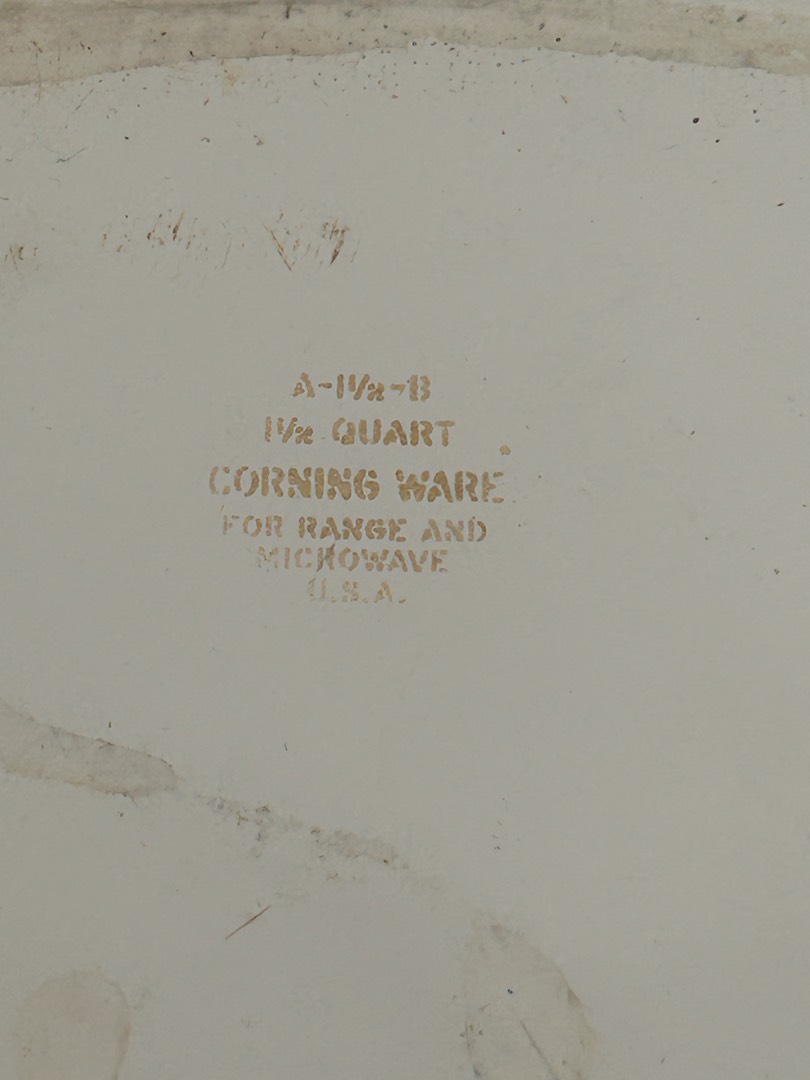 A-1½-B
1½ QUART
CORNING WARE
FOR RANGE AND
MICROWAVE
U.S.A.